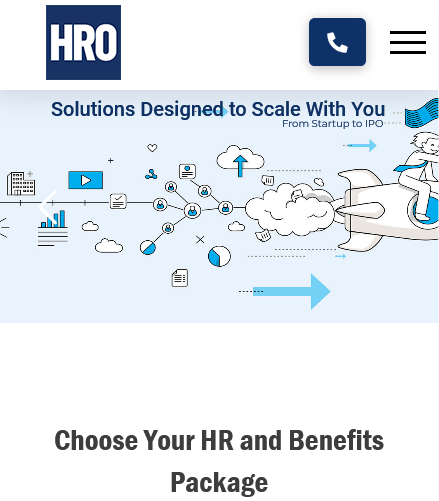 HRO
Solutions Designed to Scale With You
From Startup to IPO
Choose Your HR and Benefits
Package